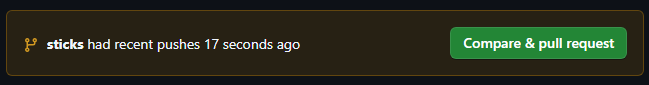 sticks had recent pushes 17 seconds ago
Compare & pull request